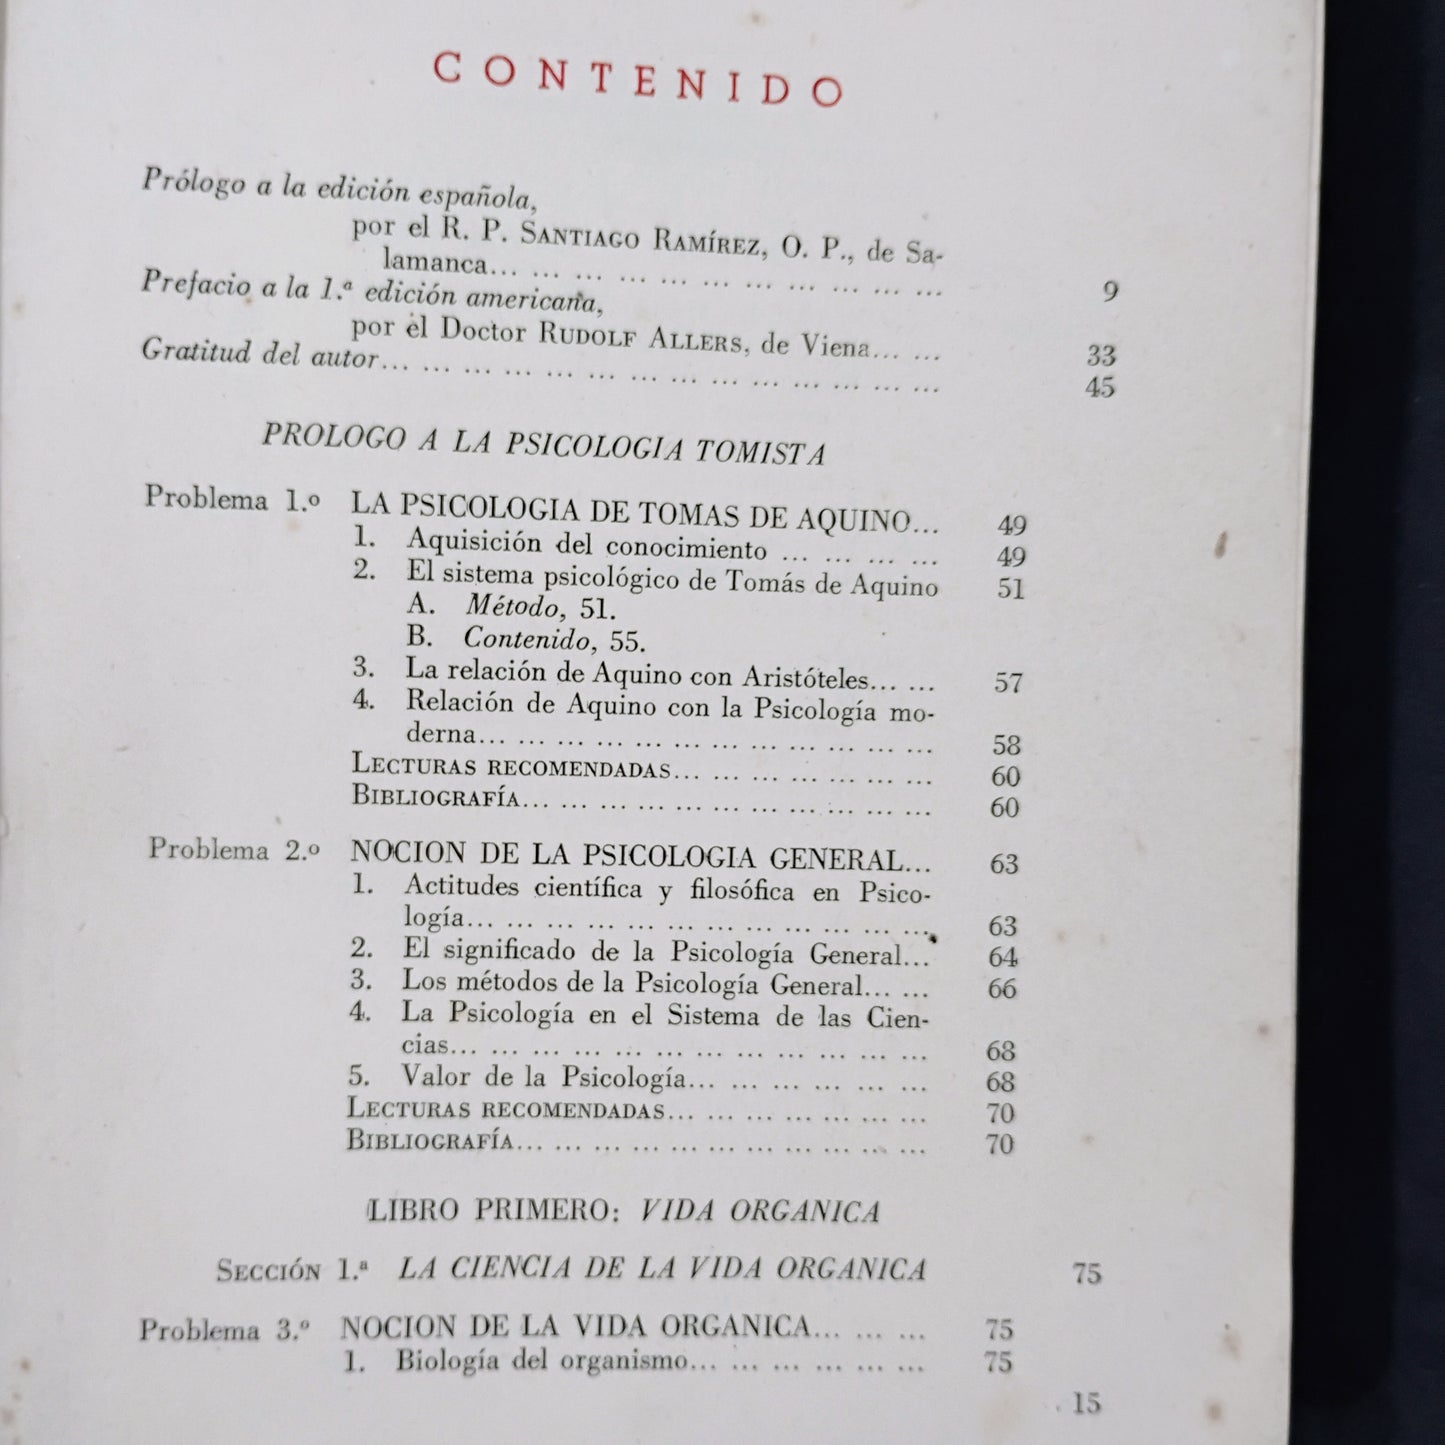 CONTENIDO
Prólogo a la edición española,
por el R. P. SANTIAGO RAMÍREZ, O. P., de Sa-
lamanca... ... ... ... ... ... ... ... ... ... ... 9
Prefacio a la 1.ª edición americana,
por el Doctor RUDOLF ALLERS, de Viena... ... 33
Gratitud del autor... ... ... ... ... ... ... ... ... ... ... ... ... ... 45
PROLOGO A LA PSICOLOGIA TOMISTA
Problema 1.º LA PSICOLOGIA DE TOMAS DE AQUINO... 49
1. Aquisición del conocimiento ... ... ... ... 49
2. El sistema psicológico de Tomás de Aquino 51
A. Método, 51.
B. Contenido, 55.
3. La relación de Aquino con Aristóteles... ... 57
4. Relación de Aquino con la Psicología mo-
derna... ... ... ... ... ... ... ... ... ... ... ... 58
LECTURAS RECOMENDADAS... ... ... ... ... ... ... 60
BIBLIOGRAFÍA... ... ... ... ... ... ... ... ... ... ... 60
Problema 2.º NOCION DE LA PSICOLOGIA GENERAL... 63
1. Actitudes científica y filosófica en Psico-
logía... ... ... ... ... ... ... ... ... ... ... ... 63
2. El significado de la Psicología General... 64
3. Los métodos de la Psicología General... ... 66
4. La Psicología en el Sistema de las Cien-
cias... ... ... ... ... ... ... ... ... ... ... ... 68
5. Valor de la Psicología... ... ... ... ... ... 68
LECTURAS RECOMENDADAS... ... ... ... ... ... ... 70
BIBLIOGRAFÍA... ... ... ... ... ... ... ... ... ... ... 70
LIBRO PRIMERO: VIDA ORGANICA
SECCIÓN 1.ª LA CIENCIA DE LA VIDA ORGANICA 75
Problema 3.º NOCION DE LA VIDA ORGANICA... ... ... 75
1. Biología del organismo... ... ... ... ... ... 75
15